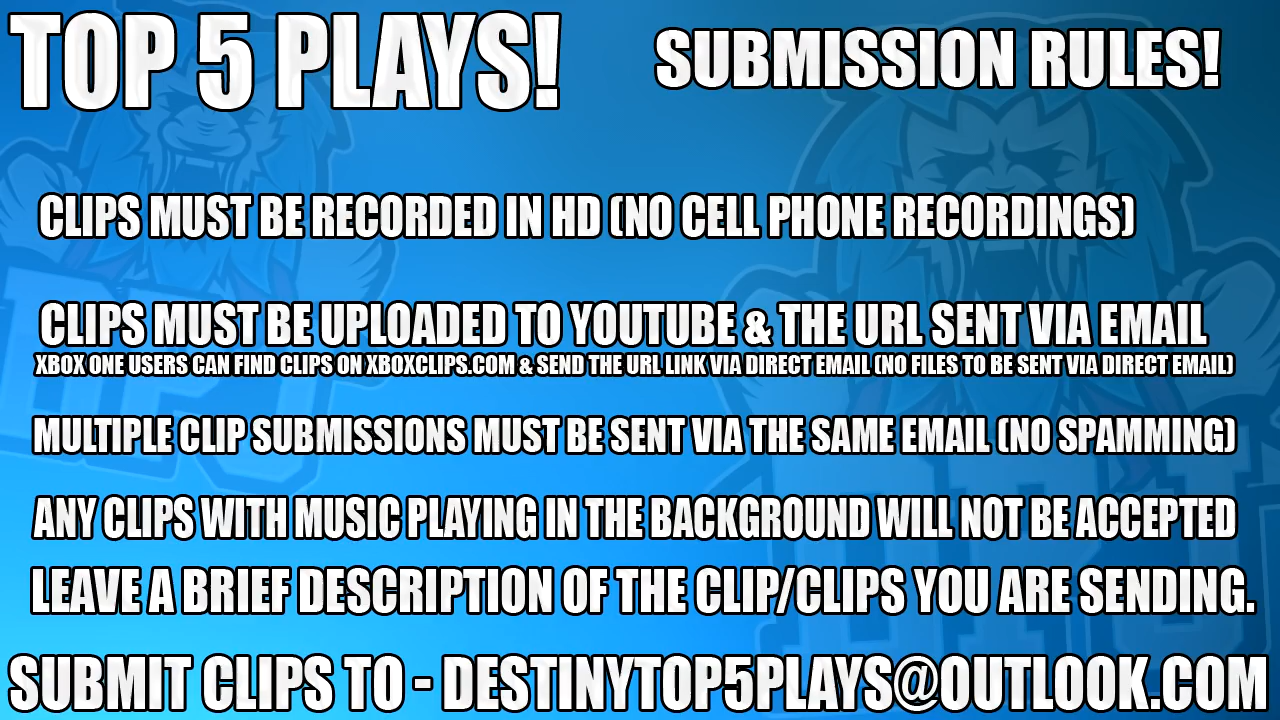 TOP 5 PLAYS!
SUBMISSION RULES!
CLIPS MUST BE RECORDED IN HD (NO CELL PHONE RECORDINGS)
CLIPS MUST BE UPLOADED TO YOUTUBE & THE URL SENT VIA EMAIL
XBOX ONE USERS CAN FIND CLIPS ON XBOXCLIPS.COM & SEND THE URL LINK VIA DIRECT EMAIL (NO FILES TO BE SENT VIA DIRECT EMAIL)
MULTIPLE CLIP SUBMISSIONS MUST BE SENT VIA THE SAME EMAIL (NO SPAMMING)
ANY CLIPS WITH MUSIC PLAYING IN THE BACKGROUND WILL NOT BE ACCEPTED
LEAVE A BRIEF DESCRIPTION OF THE CLIP/CLIPS YOU ARE SENDING.
SUBMIT CLIPS TO - DESTINYTOP5PLAYS@OUTLOOK.COM